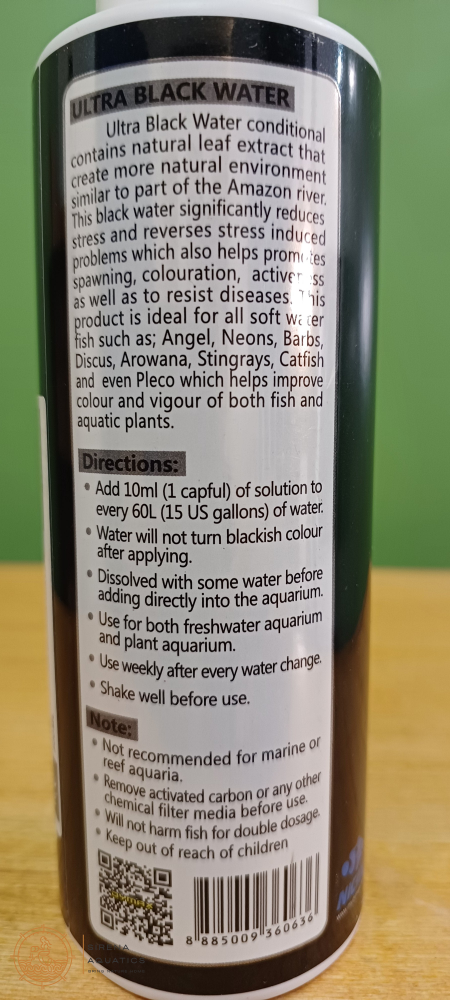 ULTRA BLACK WATER
Ultra Black Water conditional
contains natural leaf extract that
create more natural environment
similar to part of the Amazon river.
This black water significantly reduces
stress and reverses stress induced
problems which also helps promotes
spawning, colouration, activeness
as well as to resist diseases. This
product is ideal for all soft water
fish such as; Angel, Neons, Barbs,
Discus, Arowana, Stingrays, Catfish
and even Pleco which helps improve
colour and vigour of both fish and
aquatic plants.
Directions:
• Add 10ml (1 capful) of solution to
every 60L (15 US gallons) of water.
• Water will not turn blackish colour
after applying.
• Dissolved with some water before
adding directly into the aquarium.
• Use for both freshwater aquarium
and plant aquarium.
• Use weekly after every water change.
• Shake well before use.
Note:
• Not recommended for marine or
reef aquaria.
• Remove activated carbon or any other
chemical filter media before use.
• Will not harm fish for double dosage.
• Keep out of reach of children
8 885009 360636
AQUATICS